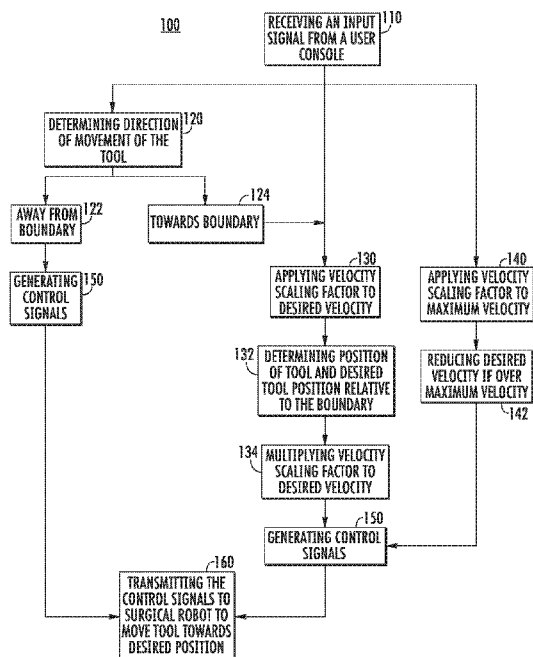 100
RECEIVING AN INPUT
SIGNAL FROM A USER
CONSOLE
110
DETERMINING DIRECTION
OF MOVEMENT OF THE
TOOL
120
AWAY FROM
BOUNDARY
122
TOWARDS BOUNDARY
124
GENERATING
CONTROL
SIGNALS
150
APPLYING VELOCITY
SCALING FACTOR TO
DESIRED VELOCITY
130
APPLYING VELOCITY
SCALING FACTOR TO
MAXIMUM VELOCITY
140
132
DETERMINING POSITION
OF TOOL AND DESIRED
TOOL POSITION RELATIVE
TO THE BOUNDARY
REDUCING DESIRED
VELOCITY IF OVER
MAXIMUM VELOCITY
142
134
MULTIPLYING VELOCITY
SCALING FACTOR TO
DESIRED VELOCITY
150
GENERATING CONTROL
SIGNALS
160
TRANSMITTING THE
CONTROL SIGNALS TO
SURGICAL ROBOT TO
MOVE TOOL TOWARDS
DESIRED POSITION